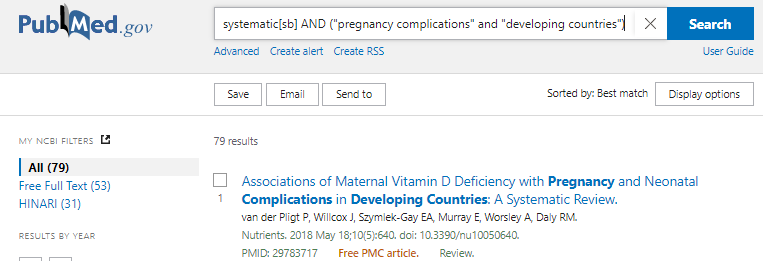 PubMed.gov
systematic[sb] AND ("pregnancy complications" and "developing countries")
Search
Advanced Create alert Create RSS User Guide
Save Email Send to Sorted by: Best match Display options
MY NCBI FILTERS
79 results
All (79)
Free Full Text (53)
HINARI (31)
RESULTS BY YEAR
1
Associations of Maternal Vitamin D Deficiency with Pregnancy and Neonatal
Complications in Developing Countries: A Systematic Review.
van der Pligt P, Willcox J, Szymlek-Gay EA, Murray E, Worsley A, Daly RM.
Nutrients. 2018 May 18;10(5):640. doi: 10.3390/nu10050640.
PMID: 29783717 Free PMC article. Review.